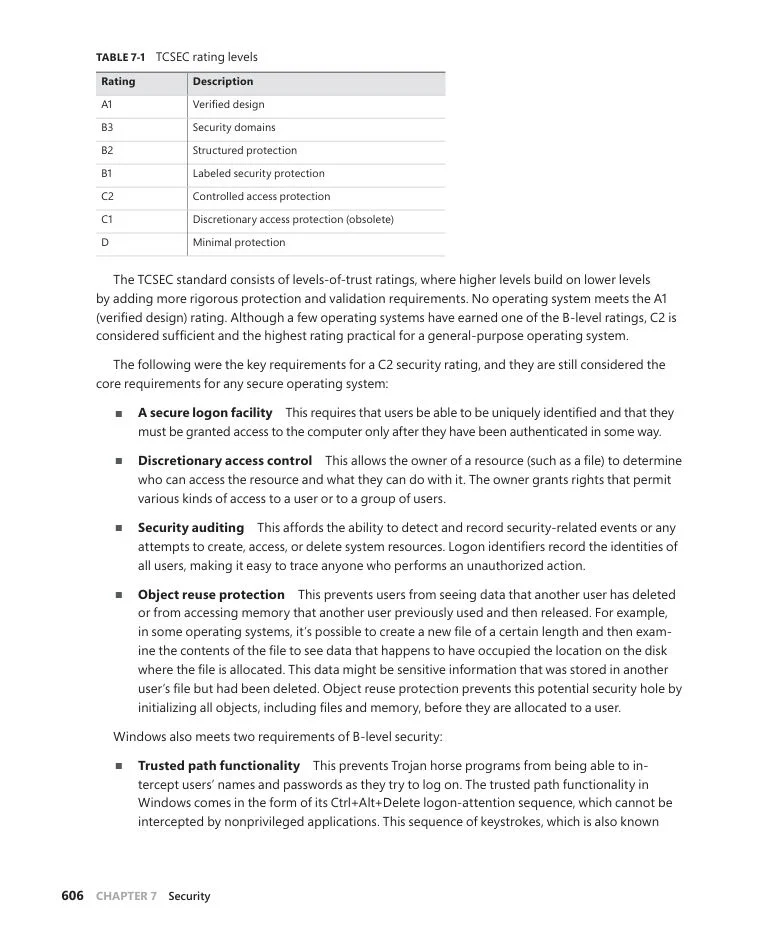 TABLE 7-1 TCSEC rating levels
Rating Description
A1 Verified design
B3 Security domains
B2 Structured protection
B1 Labeled security protection
C2 Controlled access protection
C1 Discretionary access protection (obsolete)
D Minimal protection
The TCSEC standard consists of levels-of-trust ratings, where higher levels build on lower levels
by adding more rigorous protection and validation requirements. No operating system meets the A1
(verified design) rating. Although a few operating systems have earned one of the B-level ratings, C2 is
considered sufficient and the highest rating practical for a general-purpose operating system.
The following were the key requirements for a C2 security rating, and they are still considered the
core requirements for any secure operating system:
■ A secure logon facility This requires that users be able to be uniquely identified and that they
must be granted access to the computer only after they have been authenticated in some way.
■ Discretionary access control This allows the owner of a resource (such as a file) to determine
who can access the resource and what they can do with it. The owner grants rights that permit
various kinds of access to a user or to a group of users.
■ Security auditing This affords the ability to detect and record security-related events or any
attempts to create, access, or delete system resources. Logon identifiers record the identities of
all users, making it easy to trace anyone who performs an unauthorized action.
■ Object reuse protection This prevents users from seeing data that another user has deleted
or from accessing memory that another user previously used and then released. For example,
in some operating systems, it’s possible to create a new file of a certain length and then exam-
ine the contents of the file to see data that happens to have occupied the location on the disk
where the file is allocated. This data might be sensitive information that was stored in another
user’s file but had been deleted. Object reuse protection prevents this potential security hole by
initializing all objects, including files and memory, before they are allocated to a user.
Windows also meets two requirements of B-level security:
■ Trusted path functionality This prevents Trojan horse programs from being able to in-
tercept users’ names and passwords as they try to log on. The trusted path functionality in
Windows comes in the form of its Ctrl+Alt+Delete logon-attention sequence, which cannot be
intercepted by nonprivileged applications. This sequence of keystrokes, which is also known
606 CHAPTER 7 Security